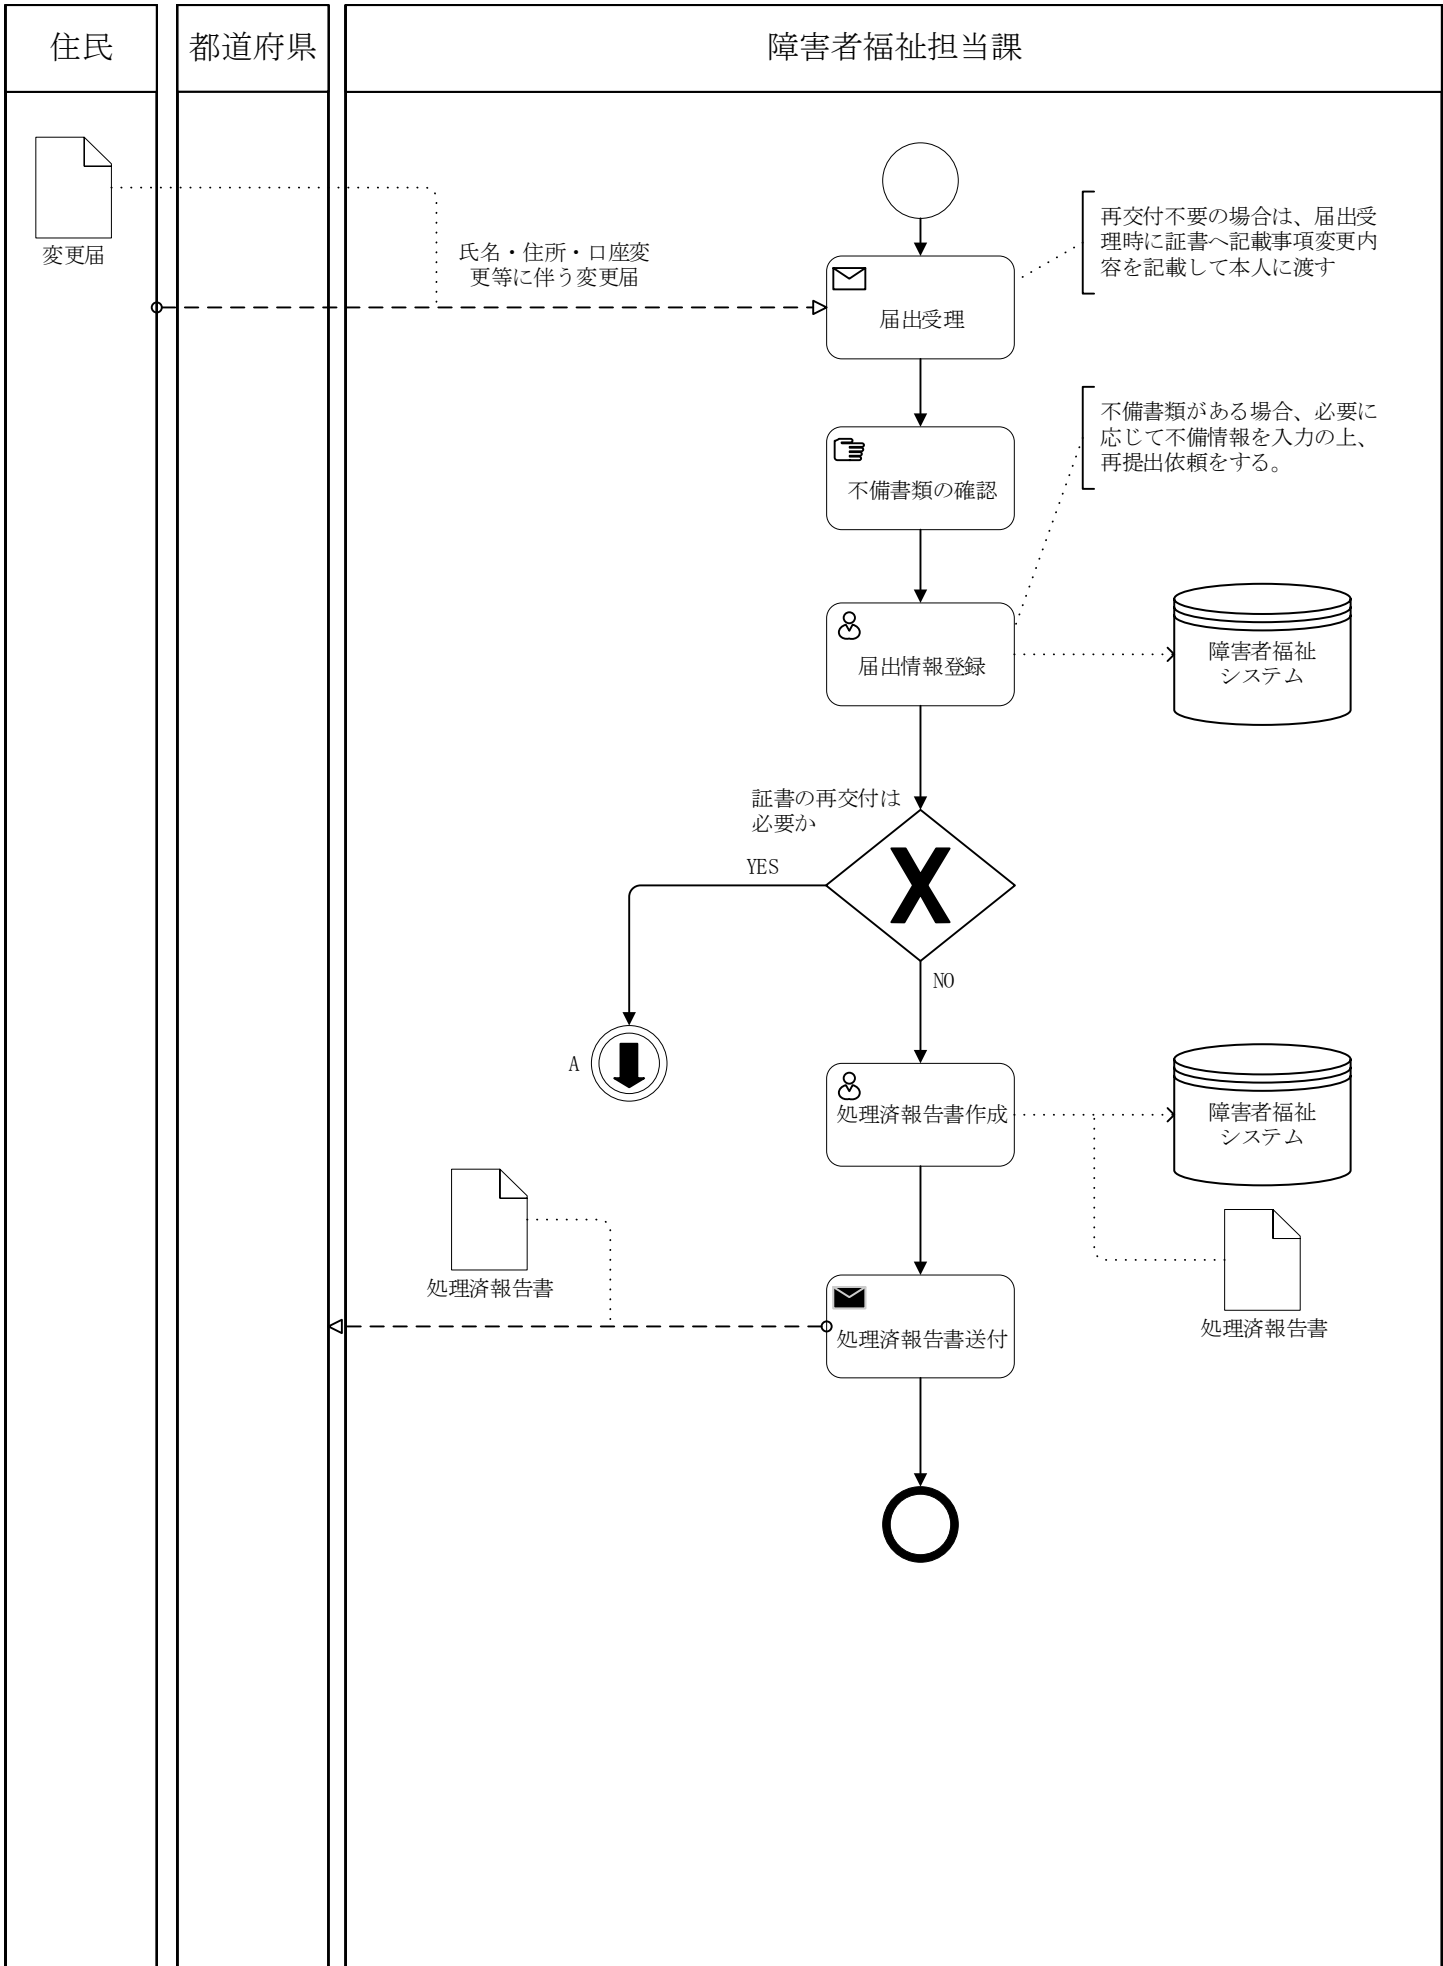 住民
都道府県
障害者福祉担当課
変更届
氏名・住所・口座変
更等に伴う変更届
再交付不要の場合は、届出受
理時に証書へ記載事項変更内
容を記載して本人に渡す
届出受理
不備書類がある場合、必要に
応じて不備情報を入力の上、
再提出依頼をする。
不備書類の確認
届出情報登録
障害者福祉
システム
証書の再交付は
必要か
YES
X
NO
A
処理済報告書作成
障害者福祉
システム
処理済報告書
処理済報告書
処理済報告書送付